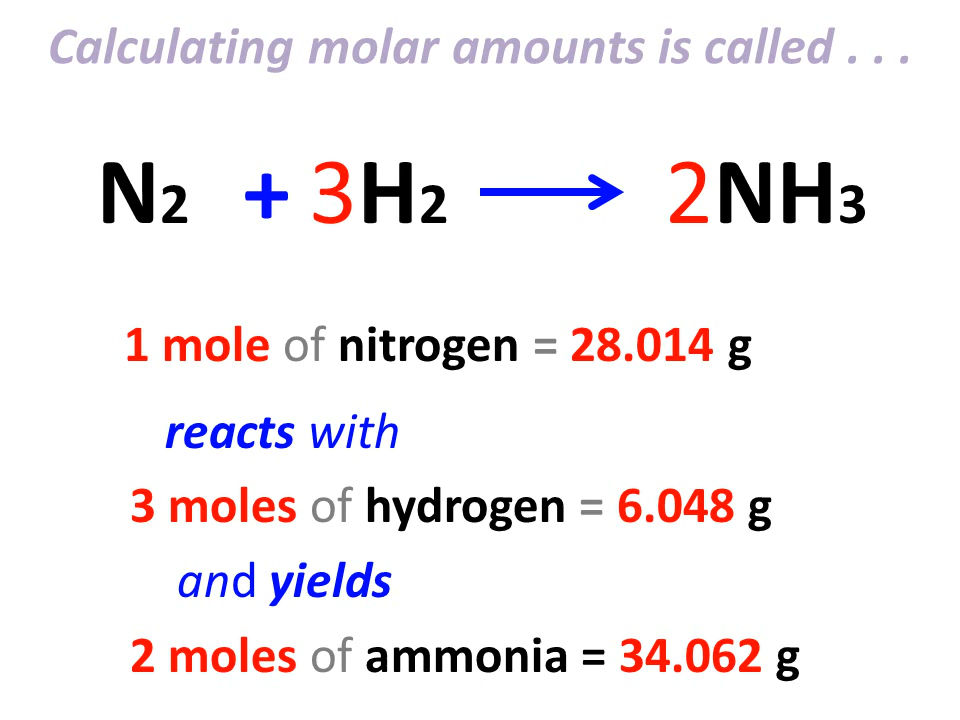 Calculating molar amounts is called . . .
N2 + 3H2 → 2NH3
1 mole of nitrogen = 28.014 g
reacts with
3 moles of hydrogen = 6.048 g
and yields
2 moles of ammonia = 34.062 g